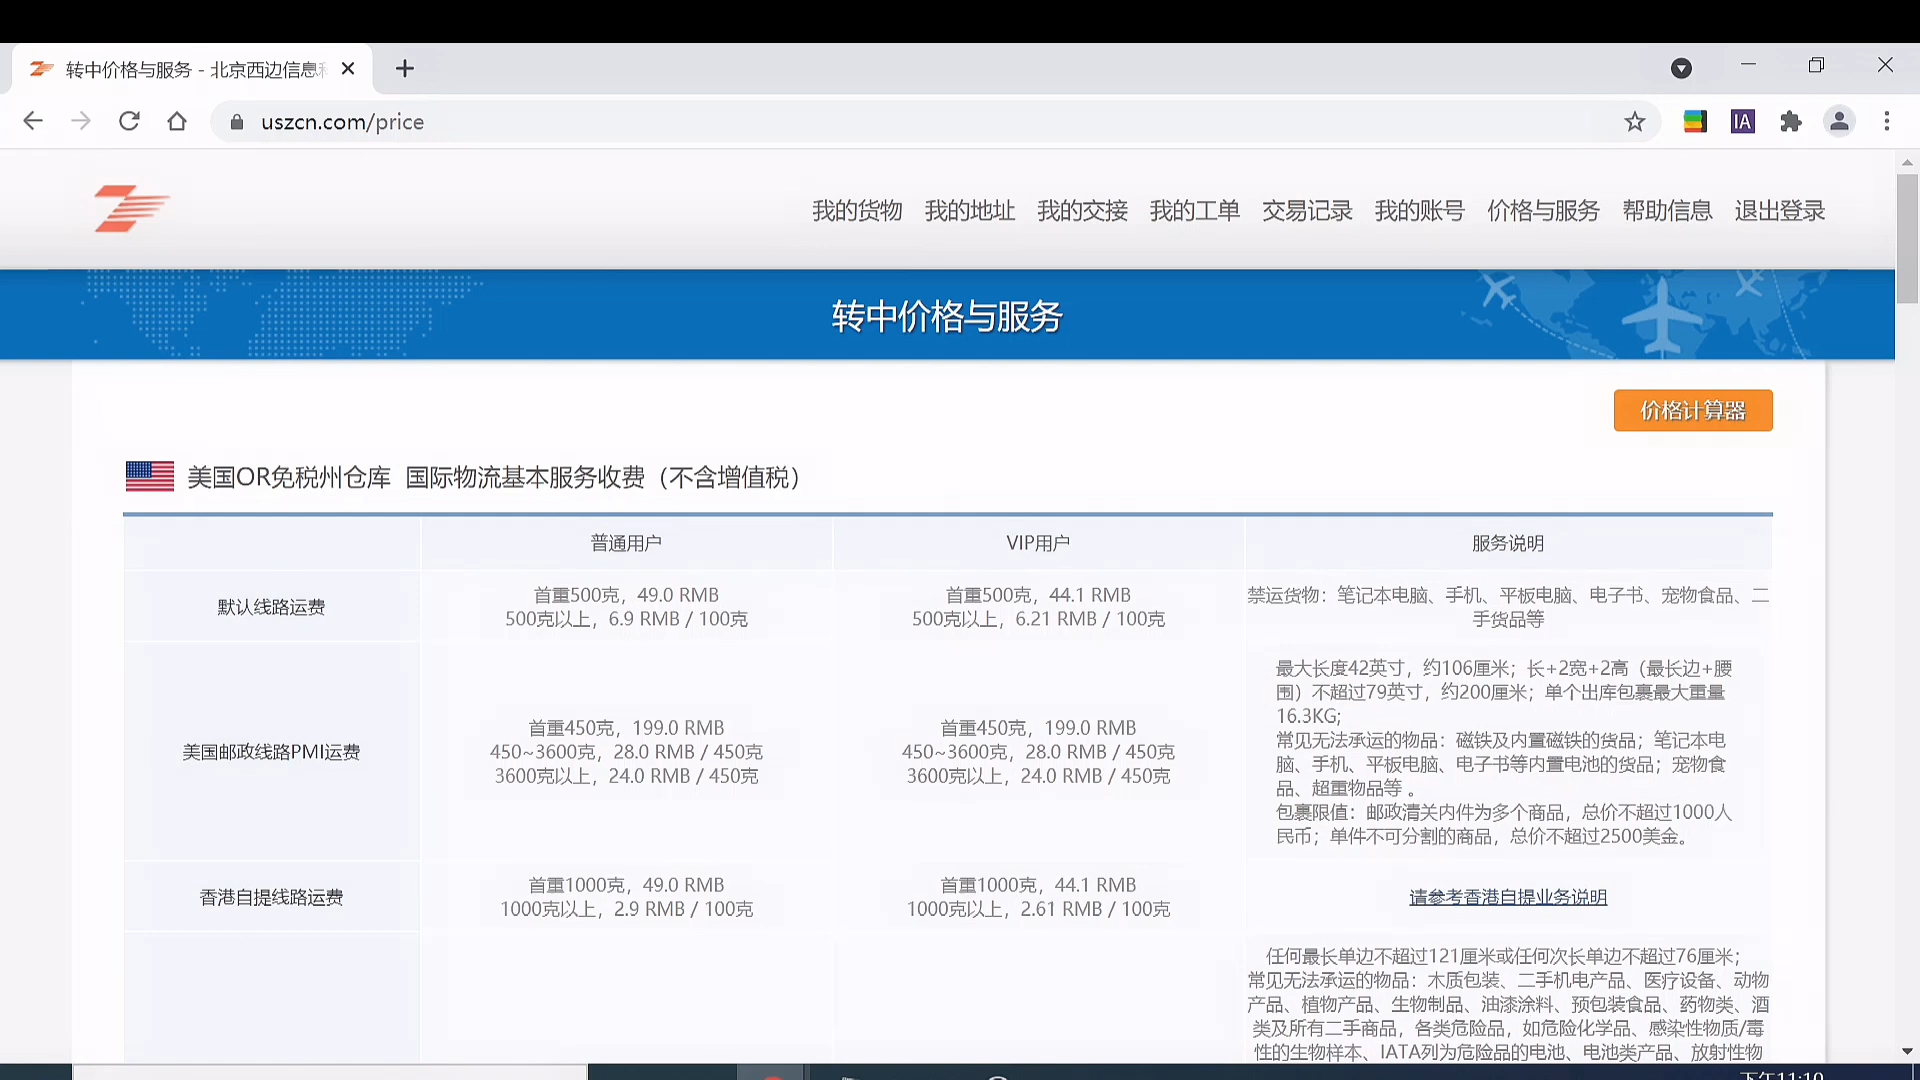 转中价格与服务 - 北京西边信息
uszcn.com/price
IA
我的货物 我的地址 我的交接 我的工单 交易记录 我的账号 价格与服务 帮助信息 退出登录
转中价格与服务
价格计算器
美国OR免税州仓库 国际物流基本服务收费（不含增值税）
普通用户 VIP用户 服务说明
默认线路运费
首重500克，49.0 RMB
500克以上，6.9 RMB / 100克
首重500克，44.1 RMB
500克以上，6.21 RMB / 100克
禁运货物：笔记本电脑、手机、平板电脑、电子书、宠物食品、二
手货品等
美国邮政线路PMI运费
首重450克，199.0 RMB
450~3600克，28.0 RMB / 450克
3600克以上，24.0 RMB / 450克
首重450克，199.0 RMB
450~3600克，28.0 RMB / 450克
3600克以上，24.0 RMB / 450克
最大长度42英寸，约106厘米；长+2宽+2高（最长边+腰
围）不超过79英寸，约200厘米；单个出库包裹最大重量
16.3KG;
常见无法承运的物品：磁铁及内置磁铁的货品；笔记本电
脑、手机、平板电脑、电子书等内置电池的货品；宠物食
品、超重物品等 。
包裹限值：邮政清关内件为多个商品，总价不超过1000人
民币；单件不可分割的商品，总价不超过2500美金。
香港自提线路运费
首重1000克，49.0 RMB
1000克以上，2.9 RMB / 100克
首重1000克，44.1 RMB
1000克以上，2.61 RMB / 100克
请参考香港自提业务说明
任何最长单边不超过121厘米或任何次长单边不超过76厘米；
常见无法承运的物品：木质包装、二手机电产品、医疗设备、动物
产品、植物产品、生物制品、油漆涂料、预包装食品、药物类、酒
类及所有二手商品，各类危险品，如危险化学品、感染性物质/毒
性的生物样本、IATA列为危险品的电池、电池类产品、放射性物
下午11:10